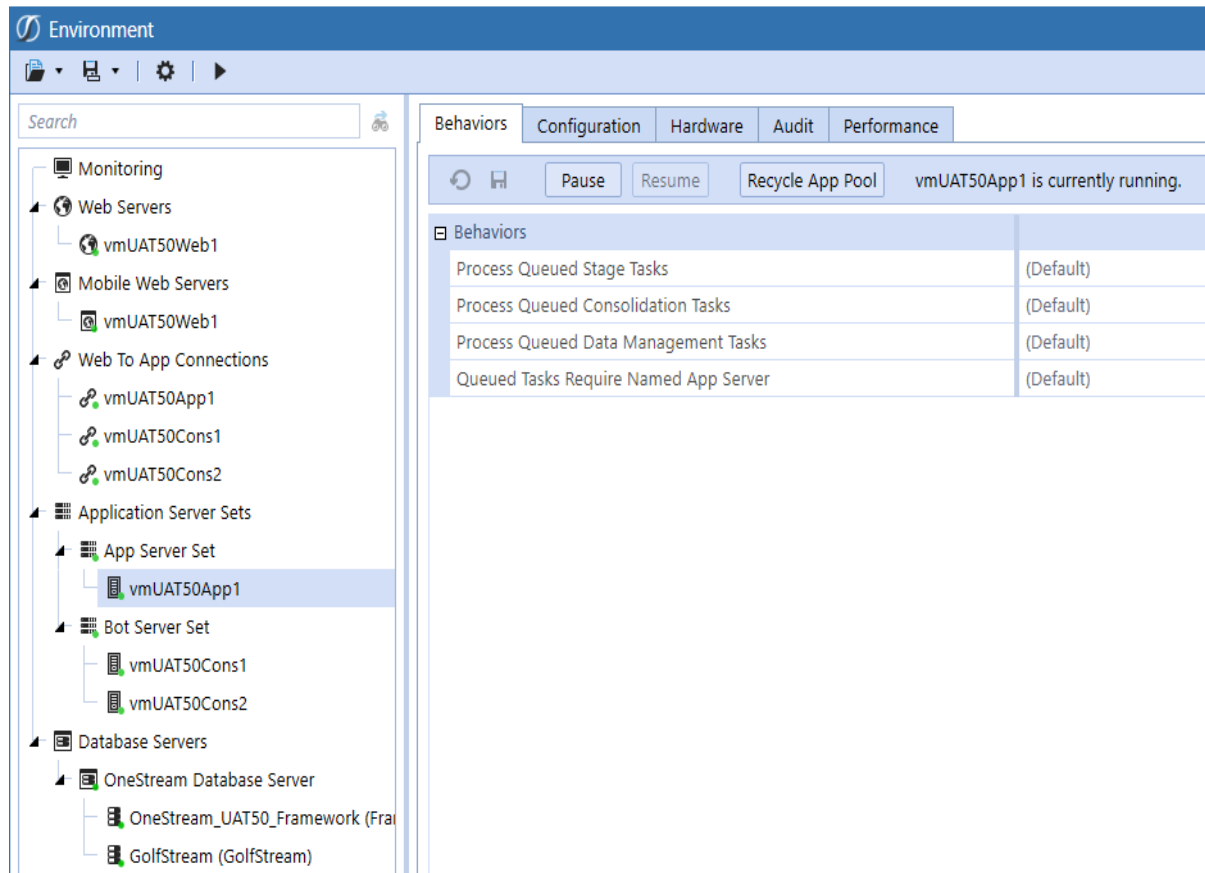 Environment
Search
Monitoring
Web Servers
vmUAT50Web1
Mobile Web Servers
vmUAT50Web1
Web To App Connections
vmUAT50App1
vmUAT50Cons1
vmUAT50Cons2
Application Server Sets
App Server Set
vmUAT50App1
Bot Server Set
vmUAT50Cons1
vmUAT50Cons2
Database Servers
OneStream Database Server
OneStream_UAT50_Framework (Fra
GolfStream (GolfStream)
Behaviors Configuration Hardware Audit Performance
Pause Resume Recycle App Pool vmUAT50App1 is currently running.
Behaviors
Process Queued Stage Tasks (Default)
Process Queued Consolidation Tasks (Default)
Process Queued Data Management Tasks (Default)
Queued Tasks Require Named App Server (Default)